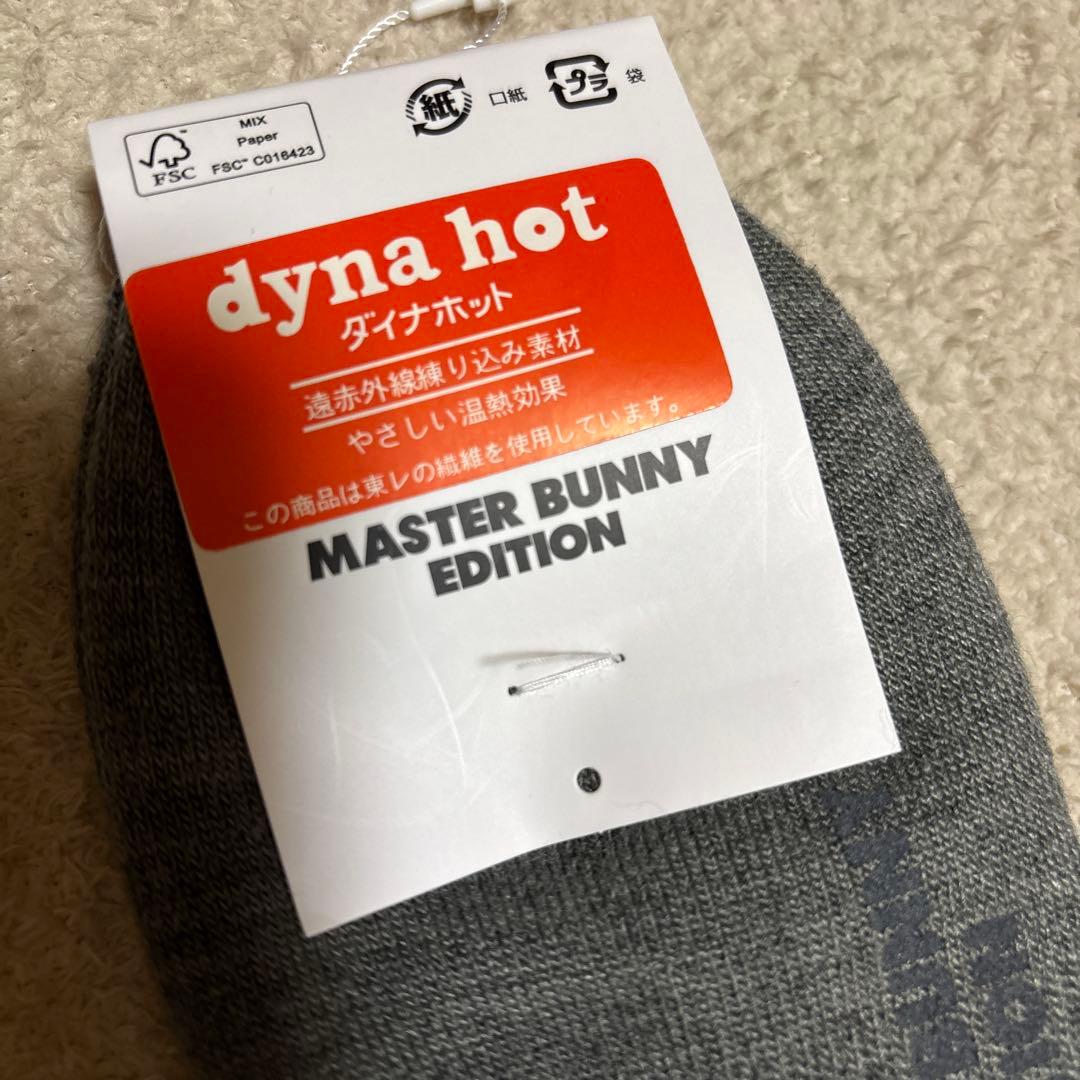 MIX
Paper
FSC™ C016423
FSC
紙
口紙
プラ
袋
dyna hot
ダイナホット
遠赤外線練り込み素材
やさしい温熱効果
この商品は東レの繊維を使用しています。
MASTER BUNNY
EDITION